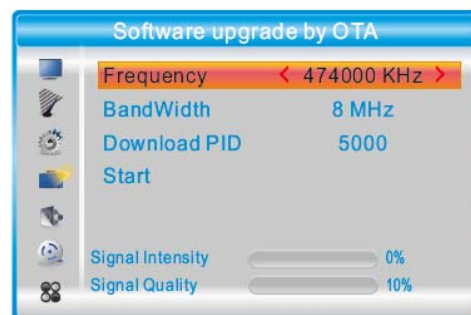 Software upgrade by OTA
Frequency < 474000 KHz >
BandWidth 8 MHz
Download PID 5000
Start
Signal Intensity 0%
Signal Quality 10%